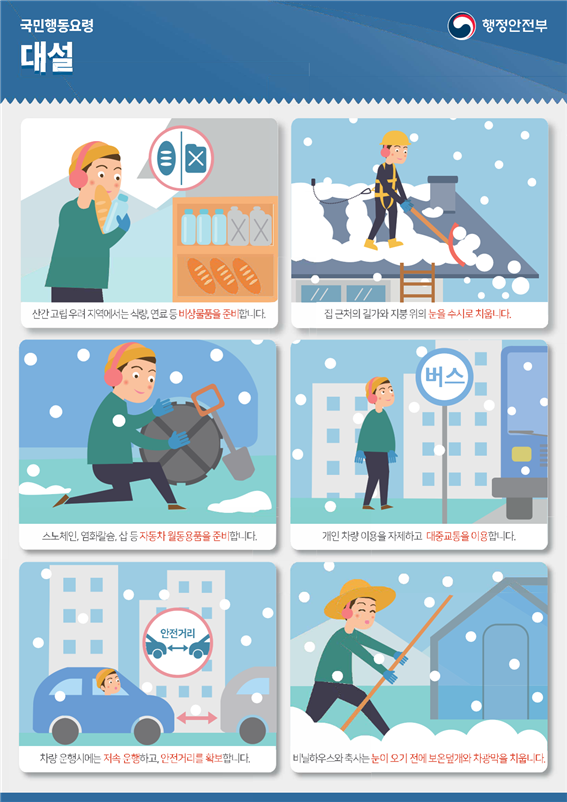 국민행동요령
대설
행정안전부
산간 고립 우려 지역에서는 식량, 연료 등 비상물품을 준비합니다.
집 근처의 길가와 지붕 위의 눈을 수시로 치웁니다.
스노체인, 염화칼슘, 삽 등 자동차 월동용품을 준비합니다.
버스
개인 차량 이용을 자제하고 대중교통을 이용합니다.
안전거리
차량 운행시에는 저속 운행하고, 안전거리를 확보합니다.
비닐하우스와 축사는 눈이 오기 전에 보온덮개와 차광막을 치웁니다.